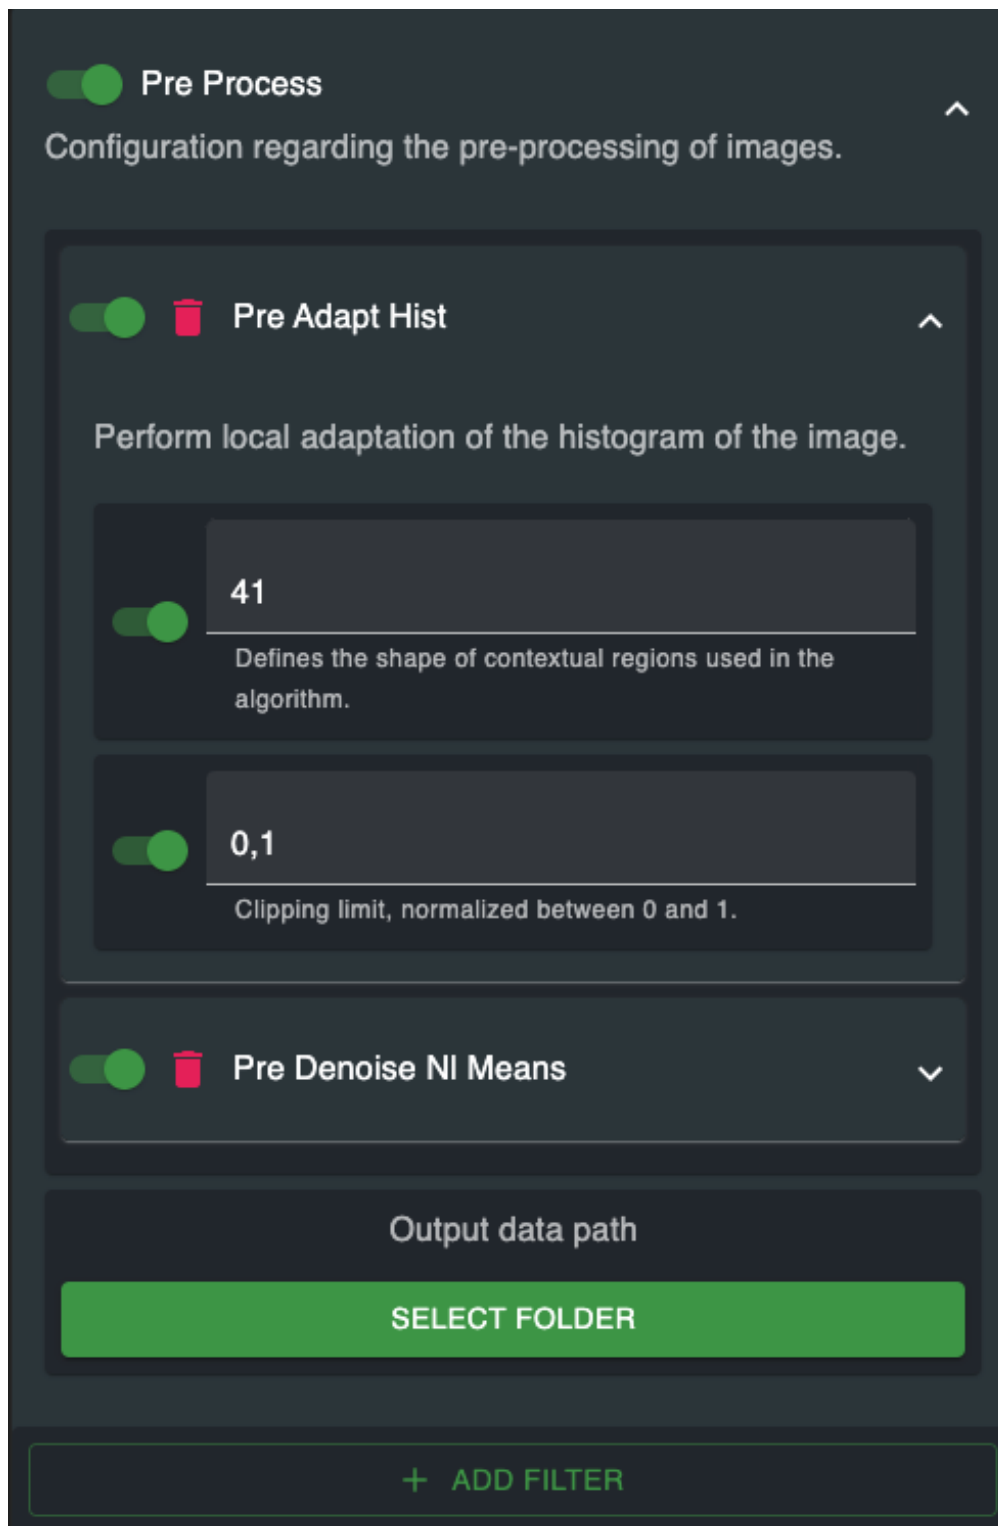 Pre Process
Configuration regarding the pre-processing of images.
Pre Adapt Hist
Perform local adaptation of the histogram of the image.
41
Defines the shape of contextual regions used in the
algorithm.
0,1
Clipping limit, normalized between 0 and 1.
Pre Denoise Nl Means
Output data path
SELECT FOLDER
+ ADD FILTER